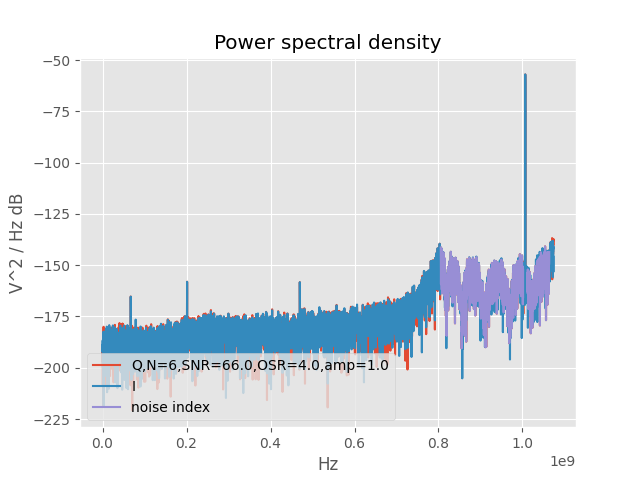 Power spectral density
V^2 / Hz dB
−50
−75
−100
−125
−150
−175
−200
−225
Q,N=6,SNR=66.0,OSR=4.0,amp=1.0
I
noise index
0.0 0.2 0.4 0.6 0.8 1.0
1e9
Hz